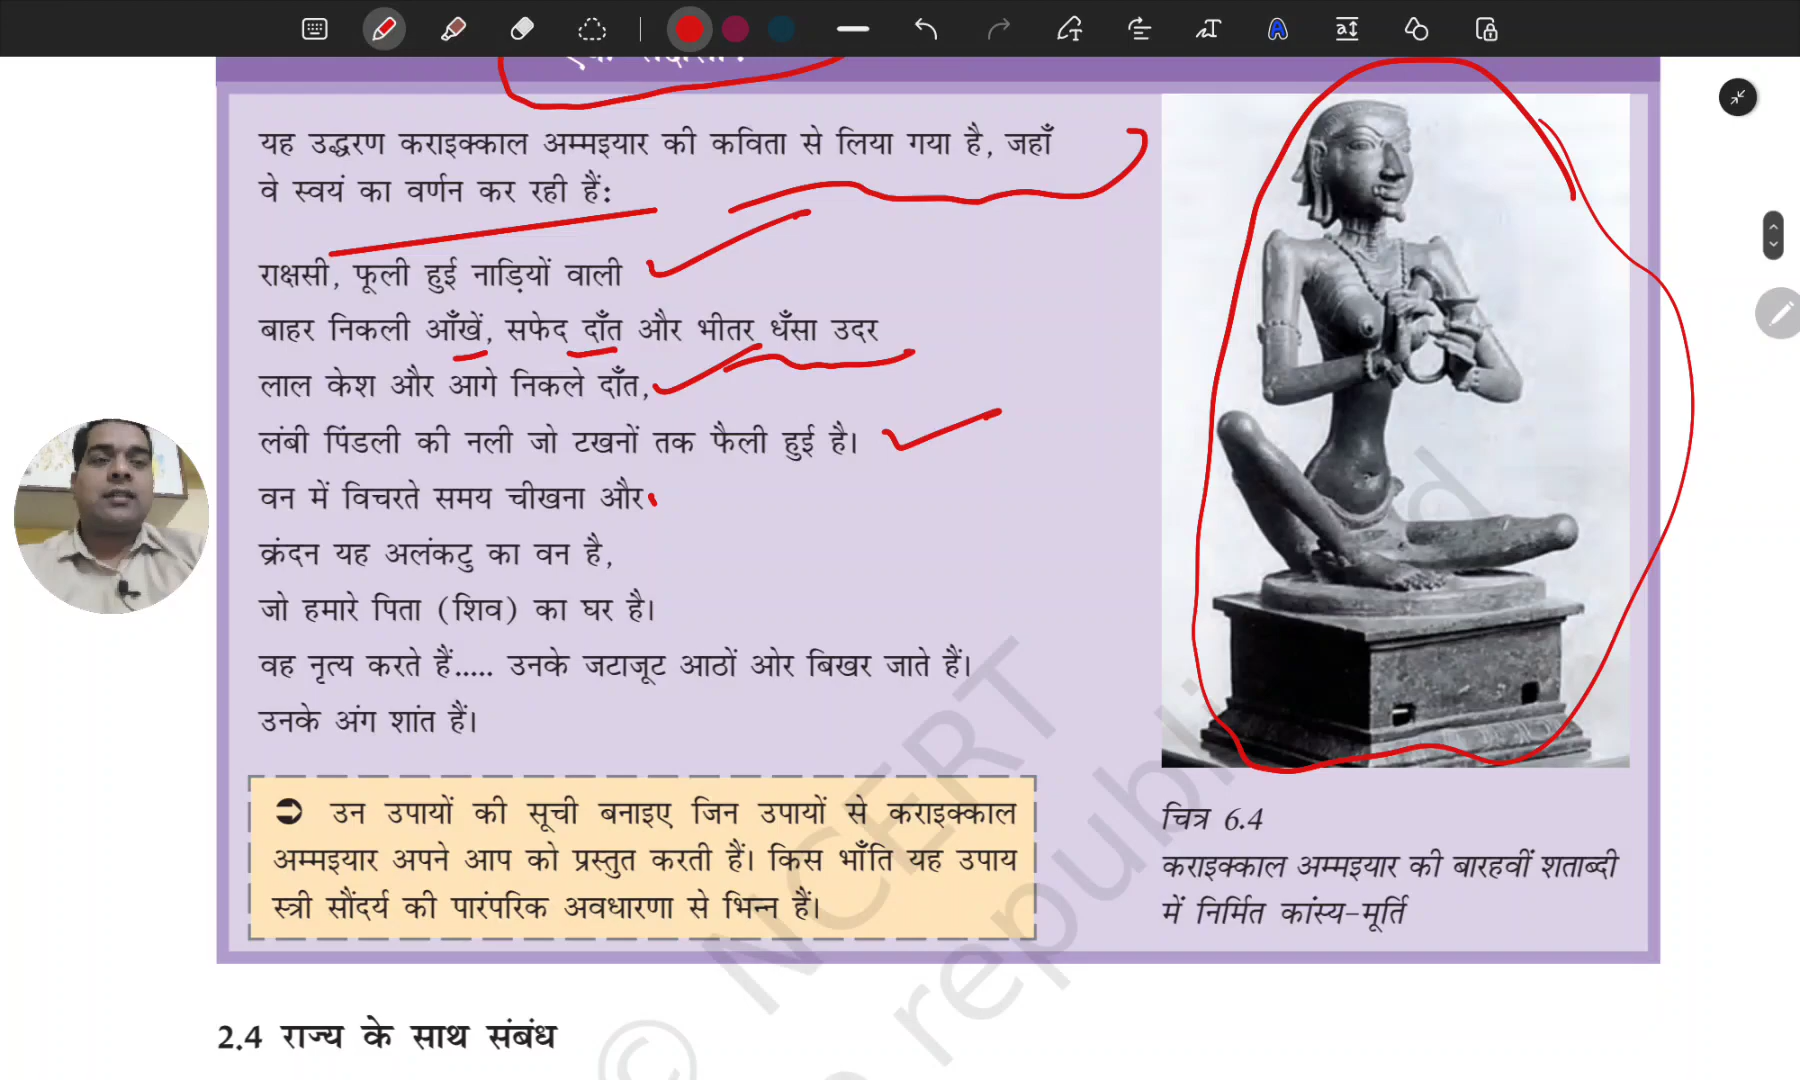 यह उद्धरण कराइक्काल अम्मइयार की कविता से लिया गया है, जहाँ
वे स्वयं का वर्णन कर रही हैं:
राक्षसी, फूली हुई नाड़ियों वाली
बाहर निकली आँखें, सफेद दाँत और भीतर धँसा उदर
लाल केश और आगे निकले दाँत,
लंबी पिंडली की नली जो टखनों तक फैली हुई है।
वन में विचरते समय चीखना और
क्रंदन यह अलंकटु का वन है,
जो हमारे पिता (शिव) का घर है।
वह नृत्य करते हैं..... उनके जटाजूट आठों ओर बिखर जाते हैं।
उनके अंग शांत हैं।
उन उपायों की सूची बनाइए जिन उपायों से कराइक्काल
अम्मइयार अपने आप को प्रस्तुत करती हैं। किस भाँति यह उपाय
स्त्री सौंदर्य की पारंपरिक अवधारणा से भिन्न हैं।
चित्र 6.4
कराइक्काल अम्मइयार की बारहवीं शताब्दी
में निर्मित कांस्य-मूर्ति
2.4 राज्य के साथ संबंध
© NCERT
republi d